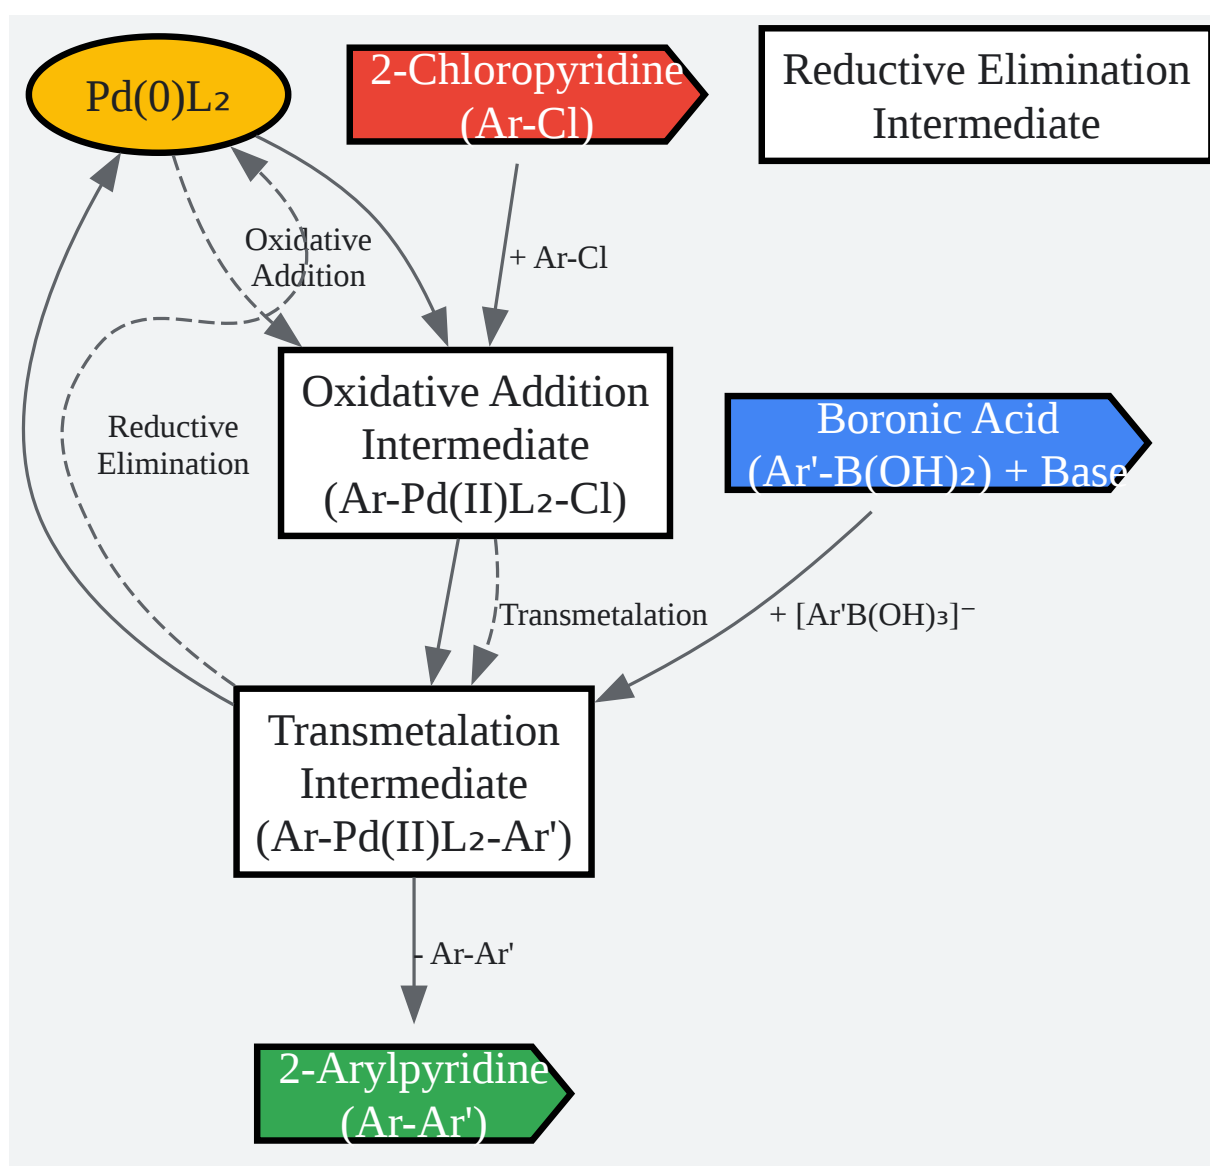 Pd(0)L₂
2-Chloropyridine
(Ar-Cl)
Reductive Elimination
Intermediate
Oxidative
Addition
+ Ar-Cl
Oxidative Addition
Intermediate
(Ar-Pd(II)L₂-Cl)
Boronic Acid
(Ar'-B(OH)₂) + Base
Reductive
Elimination
Transmetalation
+ [Ar'B(OH)₃]⁻
Transmetalation
Intermediate
(Ar-Pd(II)L₂-Ar')
- Ar-Ar'
2-Arylpyridine
(Ar-Ar')